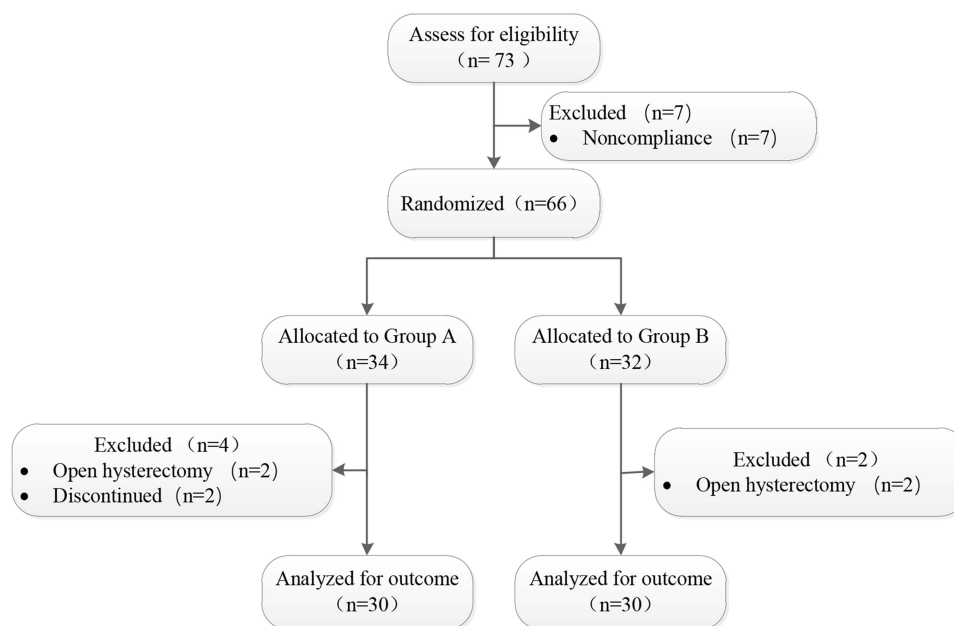 Assess for eligibility
(n= 73 )
Excluded （n=7)
• Noncompliance （n=7)
Randomized（n=66）
Allocated to Group A
（n=34）
Allocated to Group B
（n=32）
Excluded （n=4）
• Open hysterectomy （n=2）
• Discontinued（n=2）
Excluded （n=2）
• Open hysterectomy （n=2）
Analyzed for outcome
（n=30）
Analyzed for outcome
（n=30）